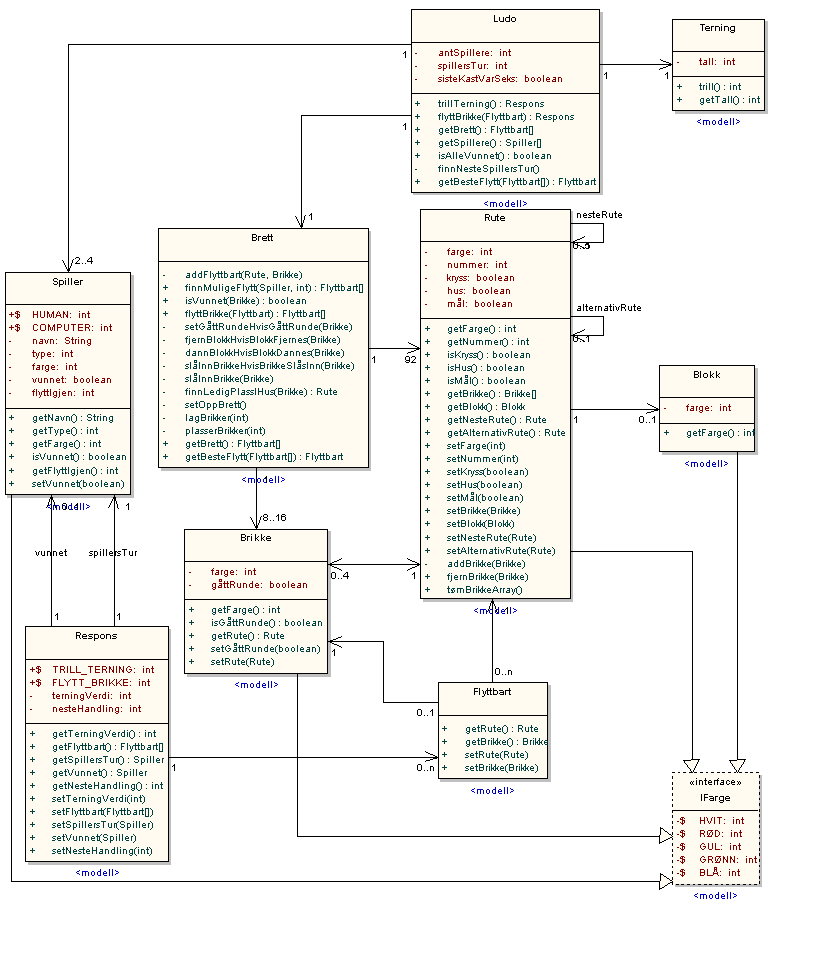 Ludo
- antSpillere: int
- spillersTur: int
- sisteKastVarSeks: boolean
+ trillTerning() : Respons
+ flyttBrikke(Flyttbart) : Respons
+ getBrett() : Flyttbart[]
+ getSpillere() : Spiller[]
+ isAlleVunnet() : boolean
- finnNesteSpillersTur()
+ getBesteFlytt(Flyttbart[]) : Flyttbart
<modell>
1
1
1
1
1
2..4
Terning
- tall: int
+ trill() : int
+ getTall() : int
<modell>
Brett
- addFlyttbart(Rute, Brikke)
+ finnMuligeFlytt(Spiller, int) : Flyttbart[]
+ isVunnet(Brikke) : boolean
+ flyttBrikke(Flyttbart) : Flyttbart[]
- setGåttRundeHvisGåttRunde(Brikke)
- fjernBlokkHvisBlokkFjernes(Brikke)
- dannBlokkHvisBlokkDannes(Brikke)
- slåInnBrikkeHvisBrikkeSlåsInn(Brikke)
- slåInnBrikke(Brikke)
- finnLedigPlassIHus(Brikke) : Rute
- setOppBrett()
- lagBrikker(int)
- plasserBrikker(int)
+ getBrett() : Flyttbart[]
+ getBesteFlytt(Flyttbart[]) : Flyttbart
<modell>
1
92
8..16
Rute
- farge: int
- nummer: int
- kryss: boolean
- hus: boolean
- mål: boolean
+ getFarge() : int
+ getNummer() : int
+ isKryss() : boolean
+ isHus() : boolean
+ isMål() : boolean
+ getBrikke() : Brikke[]
+ getBlokk() : Blokk
+ getNesteRute() : Rute
+ getAlternativRute() : Rute
+ setFarge(int)
+ setNummer(int)
+ setKryss(boolean)
+ setHus(boolean)
+ setMål(boolean)
+ setBrikke(Brikke)
+ setBlokk(Blokk)
+ setNesteRute(Rute)
+ setAlternativRute(Rute)
- addBrikke(Brikke)
+ fjernBrikke(Brikke)
+ tømBrikkeArray()
<modell>
nesteRute
alternativRute
0..1
1
0..1
Blokk
- farge: int
+ getFarge() : int
<modell>
Spiller
+$ HUMAN: int
+$ COMPUTER: int
- navn: String
- type: int
- farge: int
- vunnet: boolean
- flyttIgjen: int
+ getNavn() : String
+ getType() : int
+ getFarge() : int
+ isVunnet() : boolean
+ getFlyttIgjen() : int
+ setVunnet(boolean)
<modell>
1
vunnet
spillersTur
1
1
Brikke
- farge: int
- gåttRunde: boolean
+ getFarge() : int
+ isGåttRunde() : boolean
+ getRute() : Rute
+ setGåttRunde(boolean)
+ setRute(Rute)
<modell>
0..4
1
1
0..1
0..n
Respons
+$ TRILL_TERNING: int
+$ FLYTT_BRIKKE: int
- terningVerdi: int
- nesteHandling: int
+ getTerningVerdi() : int
+ getFlyttbart() : Flyttbart[]
+ getSpillersTur() : Spiller
+ getVunnet() : Spiller
+ getNesteHandling() : int
+ setTerningVerdi(int)
+ setFlyttbart(Flyttbart[])
+ setSpillersTur(Spiller)
+ setVunnet(Spiller)
+ setNesteHandling(int)
<modell>
1
0..n
Flyttbart
+ getRute() : Rute
+ getBrikke() : Brikke
+ setRute(Rute)
+ setBrikke(Brikke)
<modell>
«interface»
IFarge
-$ HVIT: int
-$ RØD: int
-$ GUL: int
-$ GRØNN: int
-$ BLÅ: int
<modell>